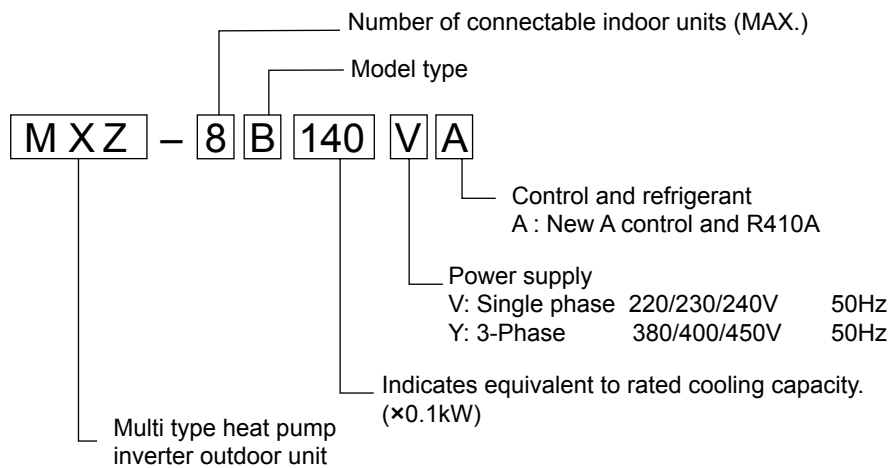 Number of connectable indoor units (MAX.)
Model type
MXZ – 8 B 140 V A
Control and refrigerant
A : New A control and R410A
Power supply
V: Single phase 220/230/240V 50Hz
Y: 3-Phase 380/400/450V 50Hz
Indicates equivalent to rated cooling capacity.
(×0.1kW)
Multi type heat pump
inverter outdoor unit